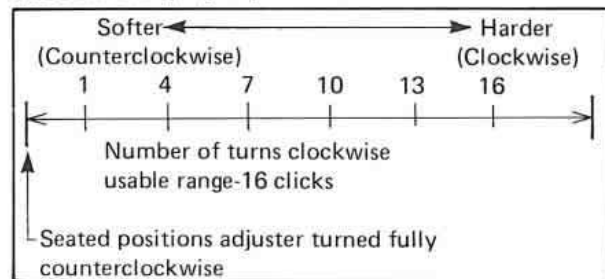 Softer Harder
(Counterclockwise) (Clockwise)
1 4 7 10 13 16
Number of turns clockwise
usable range-16 clicks
Seated positions adjuster turned fully
counterclockwise